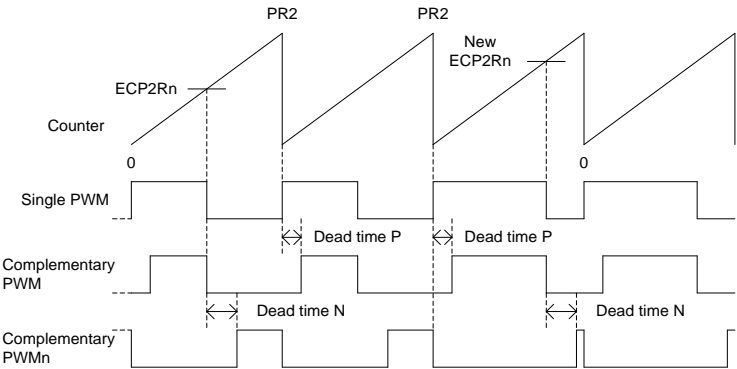 PR2
PR2
New
ECP2Rn
ECP2Rn
Counter
0
0
Single PWM
Dead time P
Dead time P
Complementary
PWM
Dead time N
Dead time N
Complementary
PWMn